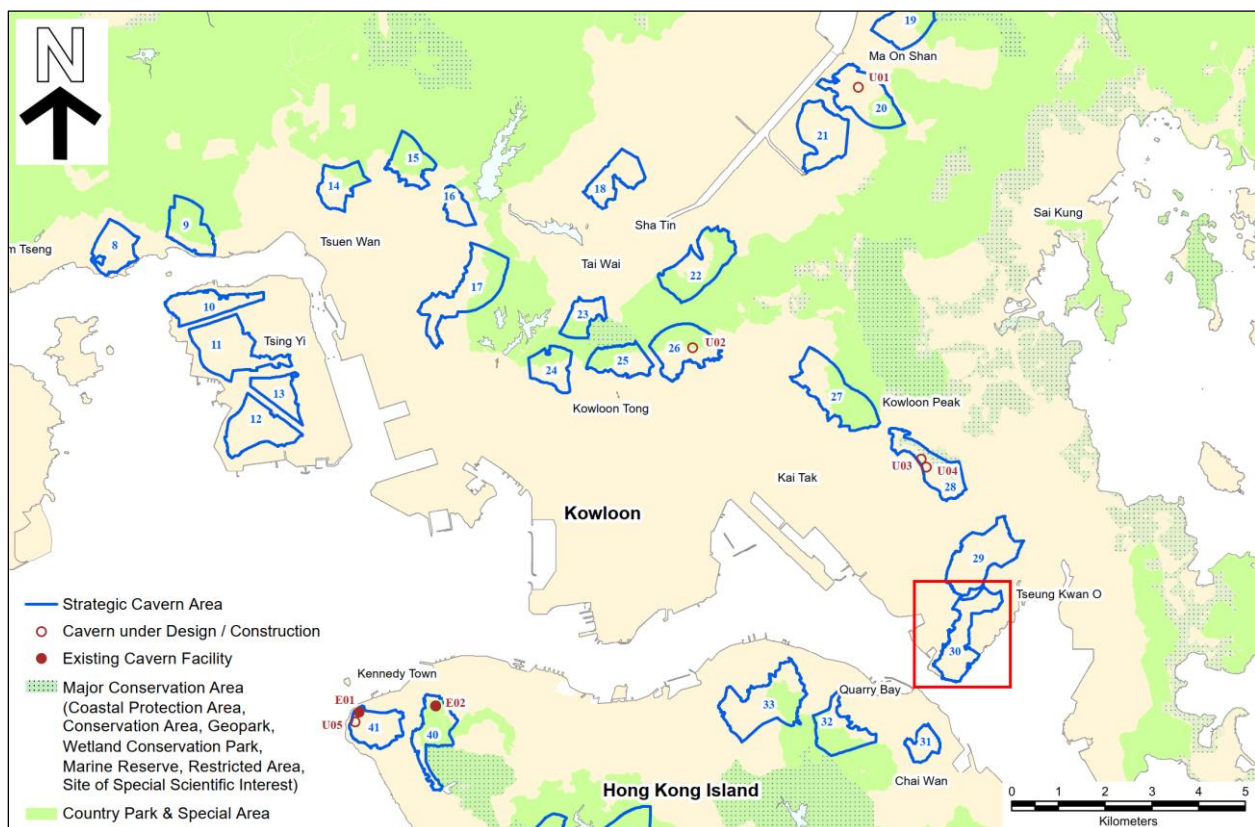 N
19
Ma On Shan
U01
20
21
15
14
16
18
Sai Kung
9
Sha Tin
m Tseng
8
Tsuen Wan
Tai Wai
22
17
10
23
11
Tsing Yi
26
U02
25
24
13
27
Kowloon Peak
12
Kowloon Tong
U03
U04
Kai Tak
28
Kowloon
29
Tseung Kwan O
30
Strategic Cavern Area
Cavern under Design / Construction
Existing Cavern Facility
Major Conservation Area
(Coastal Protection Area,
Conservation Area, Geopark,
Wetland Conservation Park,
Marine Reserve, Restricted Area,
Site of Special Scientific Interest)
Country Park & Special Area
Kennedy Town
E01
E02
U05
41
40
Quarry Bay
33
32
31
Chai Wan
Hong Kong Island
0 1 2 3 4 5
Kilometers